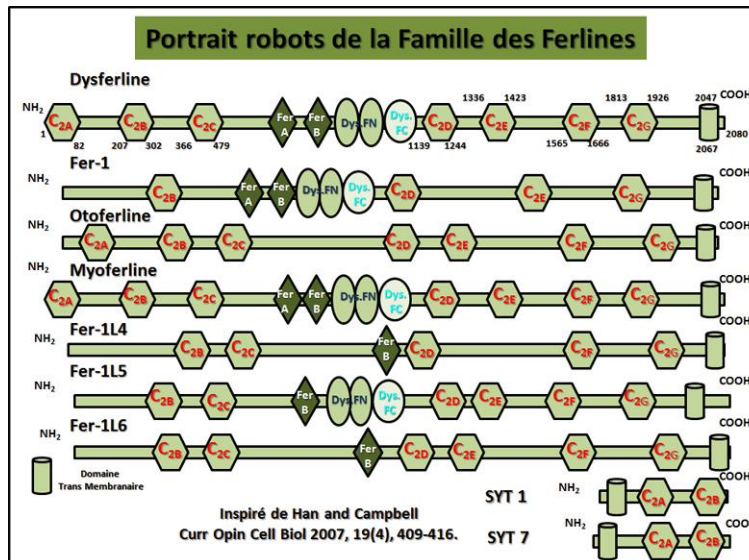 Portrait robots de la Famille des Ferlines
Dysferline
NH2 C2A C2B C2C Fer A Fer B Dys.FN Dys. FC C2D C2E C2F C2G COOH
1 82 207 302 366 479 1139 1244 1336 1423 1565 1666 1813 1926 2047 2067 2080
Fer-1
NH2 C2B Fer A Fer B Dys.FN Dys. FC C2D C2E C2G COOH
Otoferline
NH2 C2A C2B C2C C2D C2E C2F C2G COOH
Myoferline
NH2 C2A C2B C2C Fer A Fer B Dys.FN Dys. FC C2D C2E C2F C2G COOH
Fer-1L4
NH2 C2B C2C Fer B C2D C2F C2G COOH
Fer-1L5
NH2 C2B C2C Fer B Dys.FN Dys. FC C2D C2E C2F C2G COOH
Fer-1L6
NH2 C2B C2C Fer B C2D C2E C2F C2G COOH
Domaine
Trans Membranaire
Inspiré de Han and Campbell
Curr Opin Cell Biol 2007, 19(4), 409-416.
SYT 1 NH2 C2A C2B COOH
SYT 7 NH2 C2A C2B COOH